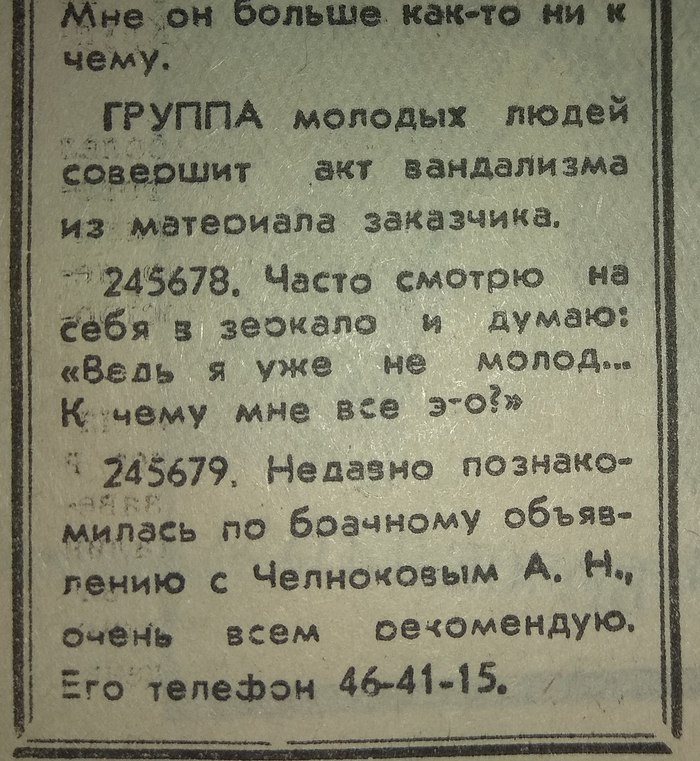 Мне он больше как-то ни к
чему.
ГРУППА молодых людей
совершит акт вандализма
из материала заказчика.
245678. Часто смотрю на
себя в зеркало и думаю:
«Ведь я уже не молод...
К чему мне все это?»
245679. Недавно познако-
милась по брачному объяв-
лению с Челноковым А. Н.,
очень всем рекомендую.
Его телефон 46-41-15.